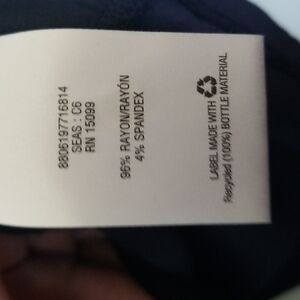 8806197716814
SEAS : C6
RN 15099
96% RAYON/RAYÓN
4% SPANDEX
LABEL MADE WITH
Recycled (100%) BOTTLE MATERIAL